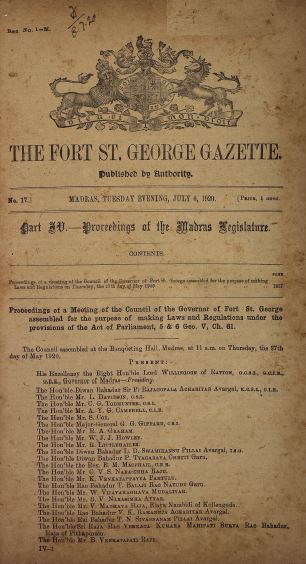 Reg. No. 1-M.
8.7.20
DIEU ET MON DROIT
THE FORT ST. GEORGE GAZETTE.
Published by Authority.
No. 17.] MADRAS, TUESDAY EVENING, JULY 6, 1920. [Price,
Part IV.—Proceedings of the Madras Legislature.
CONTENTS.
PAGE
Proceedings of a meeting of the Council of the Governor of Fort St. George assembled for the purpose of making
Laws and Regulations on Thursday, the 27th day of May 1920
Proceedings of a Meeting of the Council of the Governor of Fort St. George
assembled for the purpose of making Laws and Regulations under the
provisions of the Act of Parliament, 5 & 6 Geo. V, Ch. 61.
The Council assembled at the Banqueting Hall, Madras, at 11 a.m. on Thursday, the 27th
day of May 1920.
PRESENT:
His Excellency the Right Hon'ble Lord WILLINGDON OF RATTON, G.C.S.I., G.C.I.E.,
G.B.E., Governor of Madras—Presiding.
The Hon'ble Diwan Bahadur Sir P. RAJAGOPALA ACHARIYAR Avargal, K.C.S.I., C.I.E.
The Hon'ble Mr. L. DAVIDSON, C.S.I.
The Hon'ble Mr. C. G. TODHUNTER, C.S.I.
The Hon'ble Mr. A. Y. G. CAMPBELL, C.I.E.
The Hon'ble Mr. S. COX.
The Hon'ble Major-General G. G. GIFFARD, C.S.I.
The Hon'ble Mr. E. A. GRAHAM.
The Hon'ble Mr. W. J. J. HOWLEY.
The Hon'ble Mr. R. LITTLEHAILES.
The Hon'ble Diwan Bahadur L. D. SWAMIKANNU PILLAI Avargal, I.S.O.
The Hon'ble Diwan Bahadur P. TYAGARAYA CHETTI Garu.
The Hon'ble the Rev. E. M. MACPHAIL, C.B.E.
The Hon'ble Mr. C. V. S. NARASIMHA RAJU.
The Hon'ble Mr. K. VENKATAPPAYYA PANTULU.
The Hon'ble Rao Bahadur T. BALAJI RAO NAYUDU Garu.
The Hon'ble Mr. W. VIJAYARAGHAVA MUDALIYAR.
The Hon'ble Mr. B. V. NARASIMHA AYYAR.
The Hon'ble Mr. V. MADHAVA RAJA, Elaya Nambidi of Kollengode.
The Hon'ble Rao Bahadur V. K. RAMANUJA ACHARIYAR Avargal.
The Hon'ble Rai Bahadur T. N. SIVAGNANAM PILLAI Avargal.
The Hon'ble Sri Raja RAO VENKATA KUMARA MAHIPATI SURYA RAO Bahadur,
Raja of Pithapuram.
The Hon'ble Mr. B. VENKATAPATI RAJU.
IV-1